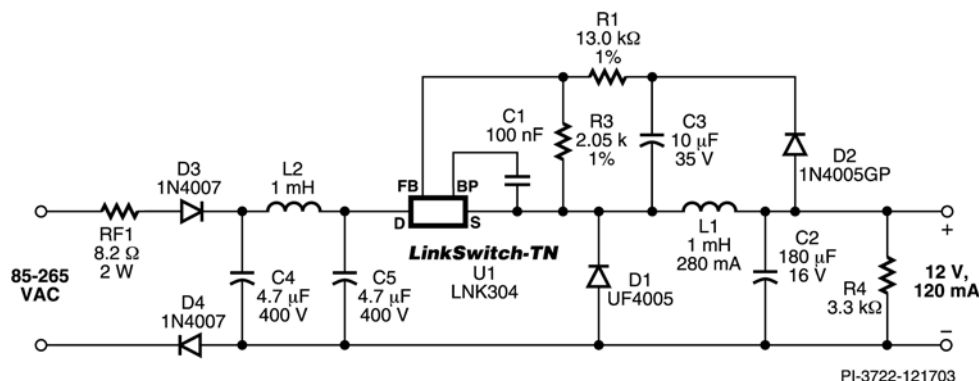 R1
13.0 kΩ
1%
C1
100 nF
R3
2.05 k
1%
C3
10 μF
35 V
D2
1N4005GP
D3
1N4007
L2
1 mH
FB
BP
D
S
RF1
8.2 Ω
2 W
LinkSwitch-TN
U1
LNK304
L1
1 mH
280 mA
C2
180 μF
16 V
+
85-265
VAC
C4
4.7 μF
400 V
C5
4.7 μF
400 V
D1
UF4005
R4
3.3 kΩ
12 V,
120 mA
D4
1N4007
–
PI-3722-121703